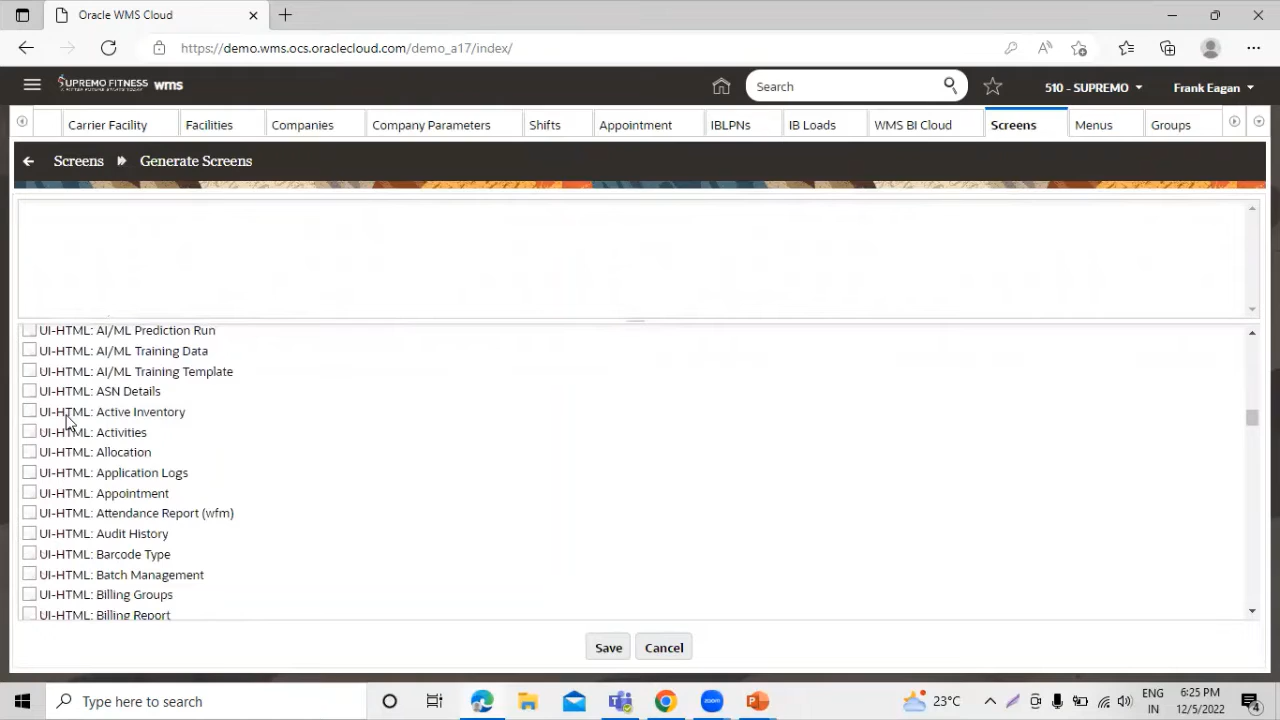 Oracle WMS Cloud
https://demo.wms.ocs.oraclecloud.com/demo_a17/index/
SUPREMO FITNESS wms
Search
510 - SUPREMO
Frank Eagan
Carrier Facility
Facilities
Companies
Company Parameters
Shifts
Appointment
IBLPNs
IB Loads
WMS BI Cloud
Screens
Menus
Groups
Screens
Generate Screens
UI-HTML: AI/ML Prediction Run
UI-HTML: AI/ML Training Data
UI-HTML: AI/ML Training Template
UI-HTML: ASN Details
UI-HTML: Active Inventory
UI-HTML: Activities
UI-HTML: Allocation
UI-HTML: Application Logs
UI-HTML: Appointment
UI-HTML: Attendance Report (wfm)
UI-HTML: Audit History
UI-HTML: Barcode Type
UI-HTML: Batch Management
UI-HTML: Billing Groups
UI-HTML: Billing Report
Save
Cancel
Type here to search
zoom
23°C
ENG
IN
6:25 PM
12/5/2022
4